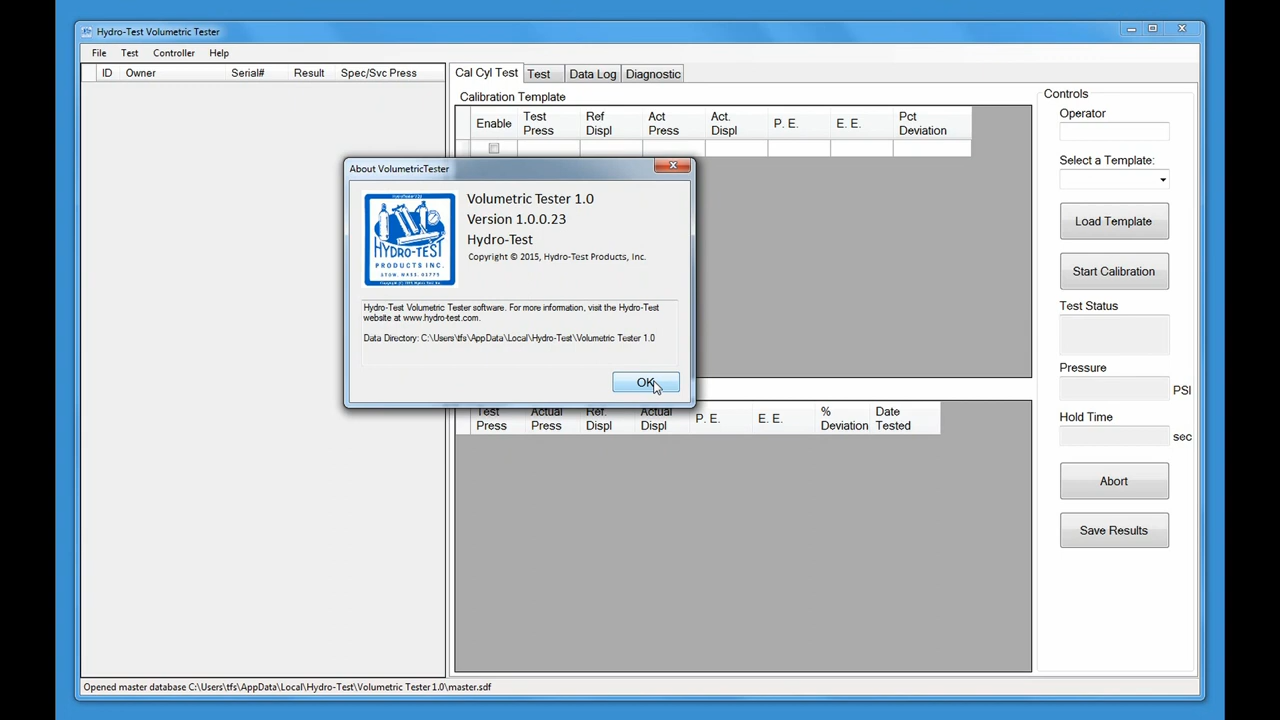 Hydro-Test Volumetric Tester
File Test Controller Help
ID Owner Serial# Result Spec/Svc Press
Cal Cyl Test Test Data Log Diagnostic
Calibration Template
Enable Test Press Ref Displ Act Press Act. Displ P. E. E. E. Pct Deviation
About VolumetricTester
Volumetric Tester 1.0
Version 1.0.0.23
Hydro-Test
Copyright © 2015, Hydro-Test Products, Inc.
HYDRO-TEST
PRODUCTS INC.
STOW, MASS. 01775
Hydro-Test Volumetric Tester software. For more information, visit the Hydro-Test
website at www.hydro-test.com.
Data Directory: C:\Users\tfs\AppData\Local\Hydro-Test\Volumetric Tester 1.0
OK
Test Press Actual Press Ref. Displ Actual Displ P. E. E. E. % Deviation Date Tested
Controls
Operator
Select a Template:
Load Template
Start Calibration
Test Status
Pressure
PSI
Hold Time
sec
Abort
Save Results
Opened master database C:\Users\tfs\AppData\Local\Hydro-Test\Volumetric Tester 1.0\master.sdf